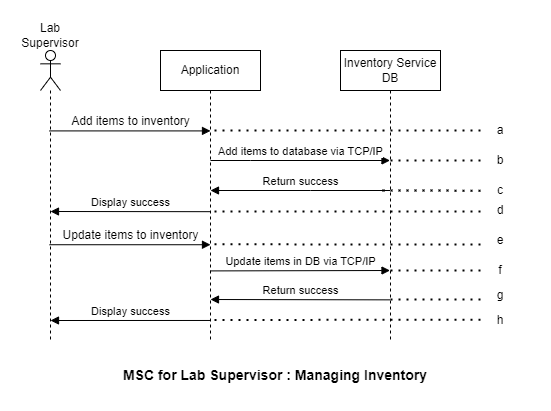 Lab
Supervisor
Application
Inventory Service
DB
Add items to inventory
a
Add items to database via TCP/IP
b
Return success
c
Display success
d
Update items to inventory
e
Update items in DB via TCP/IP
f
Return success
g
Display success
h
MSC for Lab Supervisor : Managing Inventory